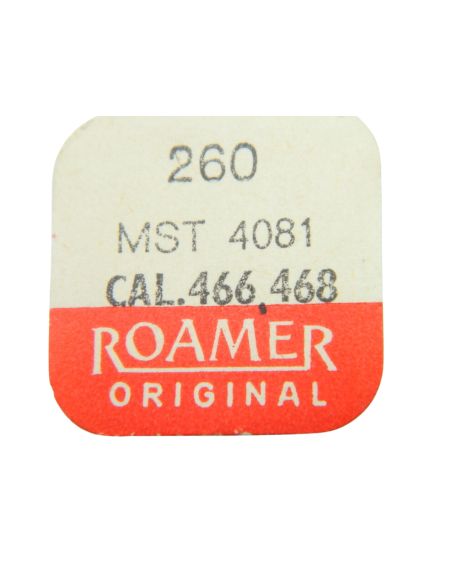 260
MST 4081
CAL.466,468
ROAMER
ORIGINAL